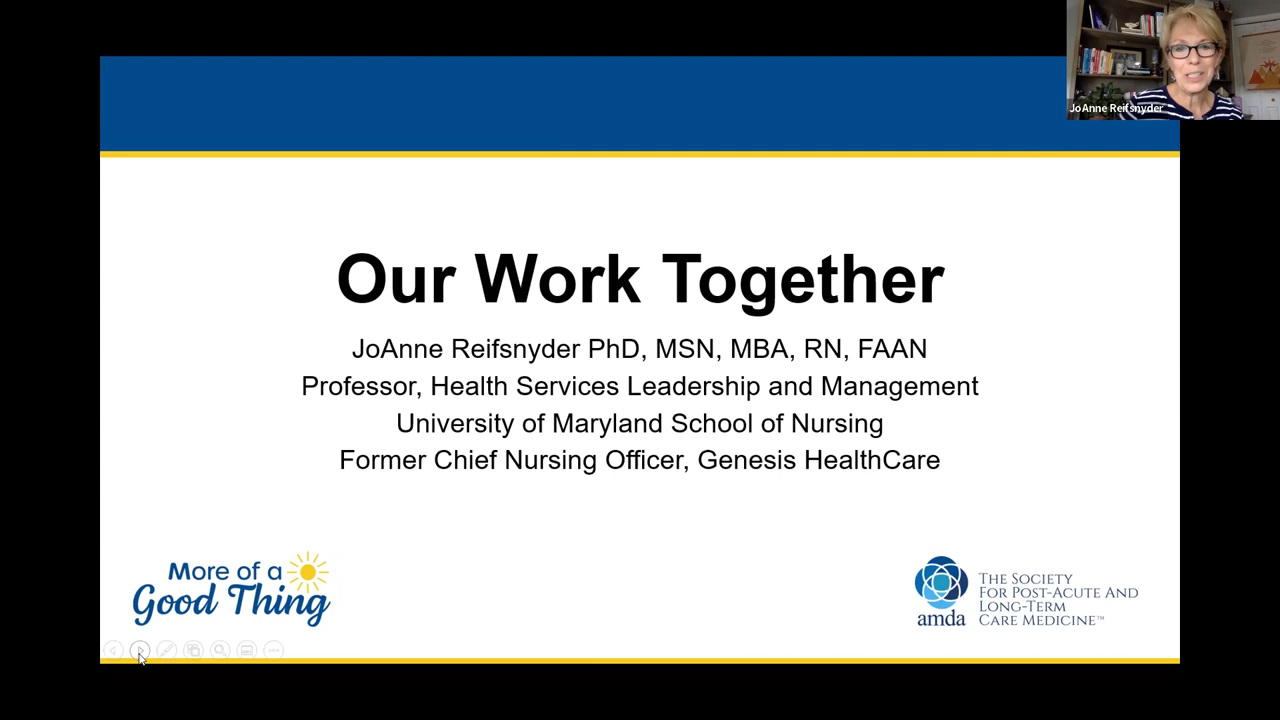 JoAnne Reifsnyder
Our Work Together
JoAnne Reifsnyder PhD, MSN, MBA, RN, FAAN
Professor, Health Services Leadership and Management
University of Maryland School of Nursing
Former Chief Nursing Officer, Genesis HealthCare
More of a
Good Thing
amda
The Society
For Post-Acute And
Long-Term
Care Medicine™